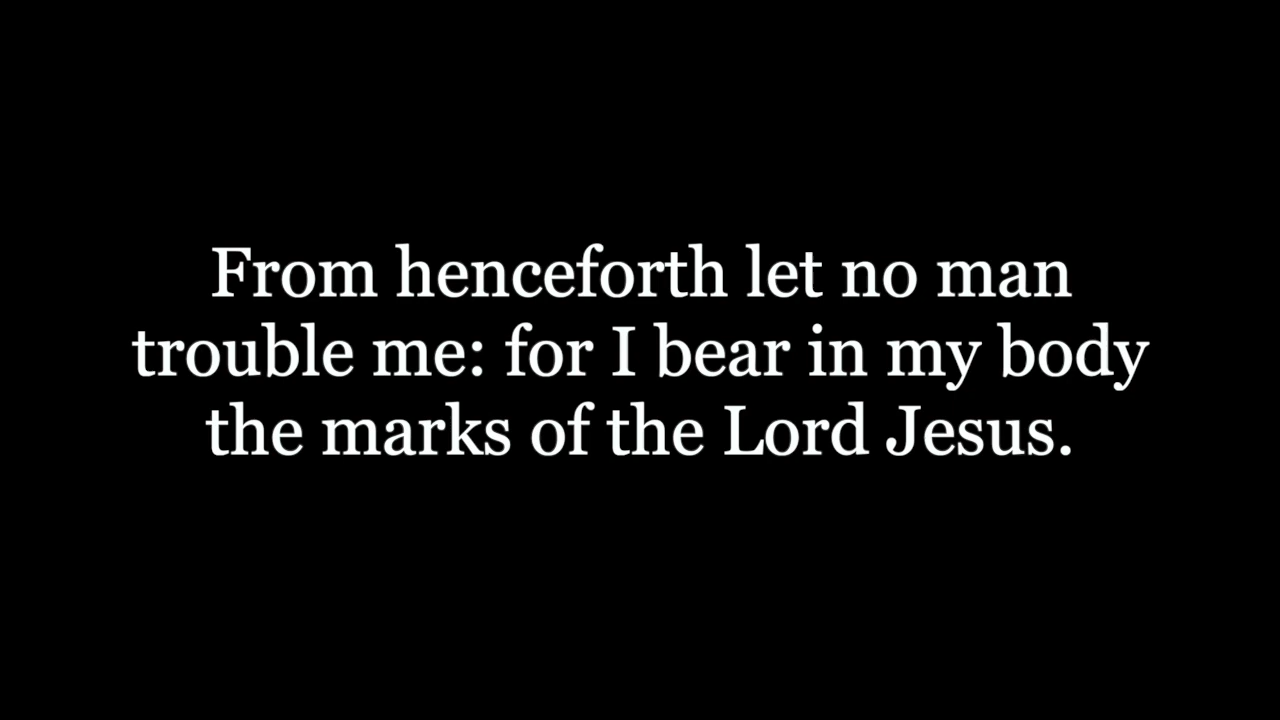 From henceforth let no man
trouble me: for I bear in my body
the marks of the Lord Jesus.